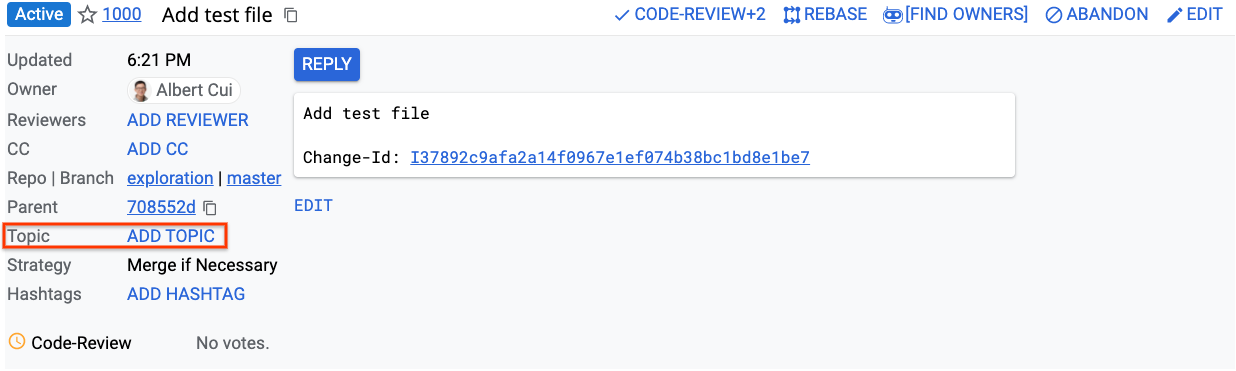 Active 1000 Add test file CODE-REVIEW+2 REBASE [FIND OWNERS] ABANDON EDIT
Updated 6:21 PM
Owner Albert Cui
Reviewers ADD REVIEWER
CC ADD CC
Repo | Branch exploration | master
Parent 708552d
Topic ADD TOPIC
Strategy Merge if Necessary
Hashtags ADD HASHTAG
Code-Review No votes.
REPLY
Add test file
Change-Id: I37892c9afa2a14f0967e1ef074b38bc1bd8e1be7
EDIT